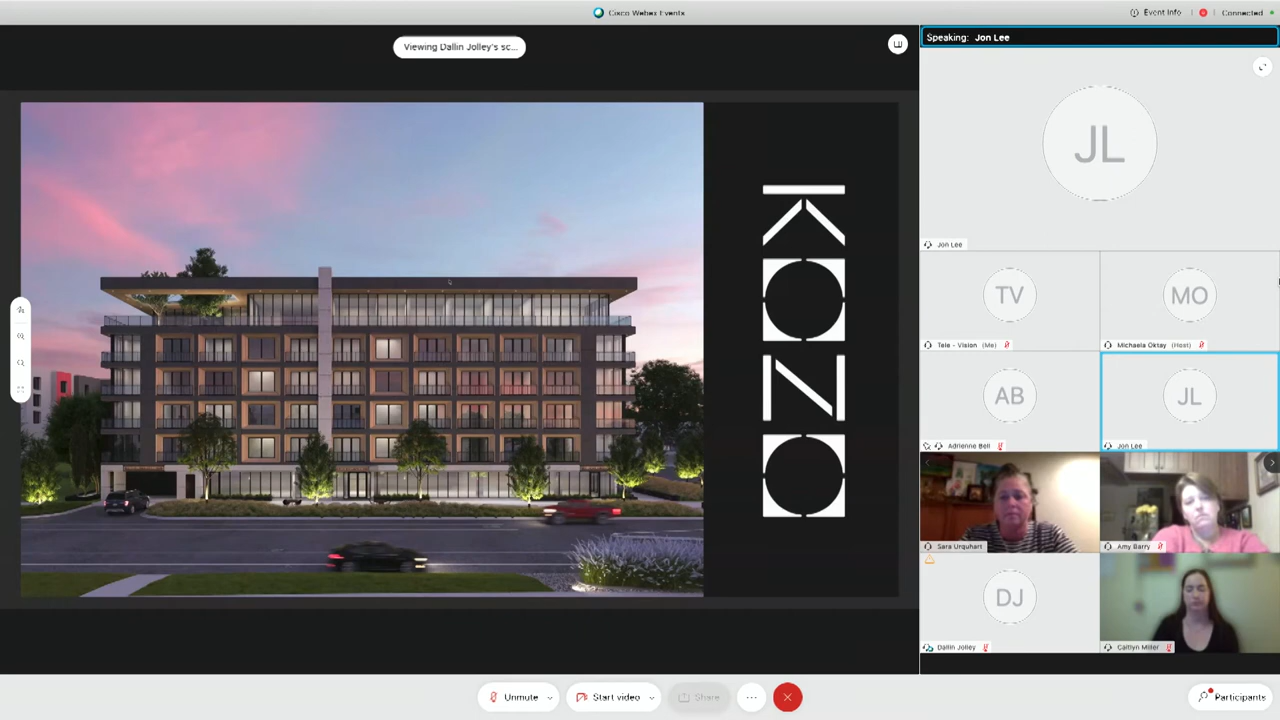 Cisco Webex Events
Event Info
Connected
Viewing Dallin Jolley's sc...
Speaking: Jon Lee
JL
Jon Lee
KOZO
TV
Tele - Vision (Me)
MO
Michaela Oktay (Host)
AB
Adrienne Bell
JL
Jon Lee
Sara Urquhart
Amy Barry
DJ
Dallin Jolley
Caitlyn Miller
Unmute
Start video
Share
Participants